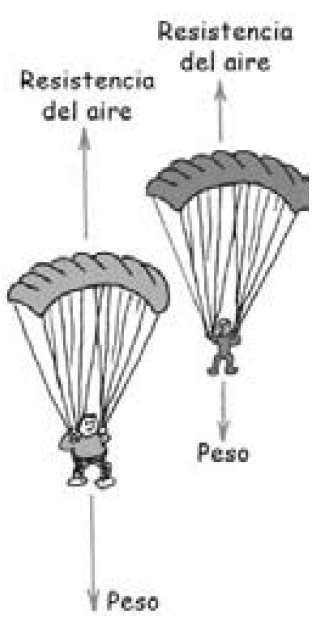 Resistencia
del aire
Resistencia
del aire
Peso
Peso